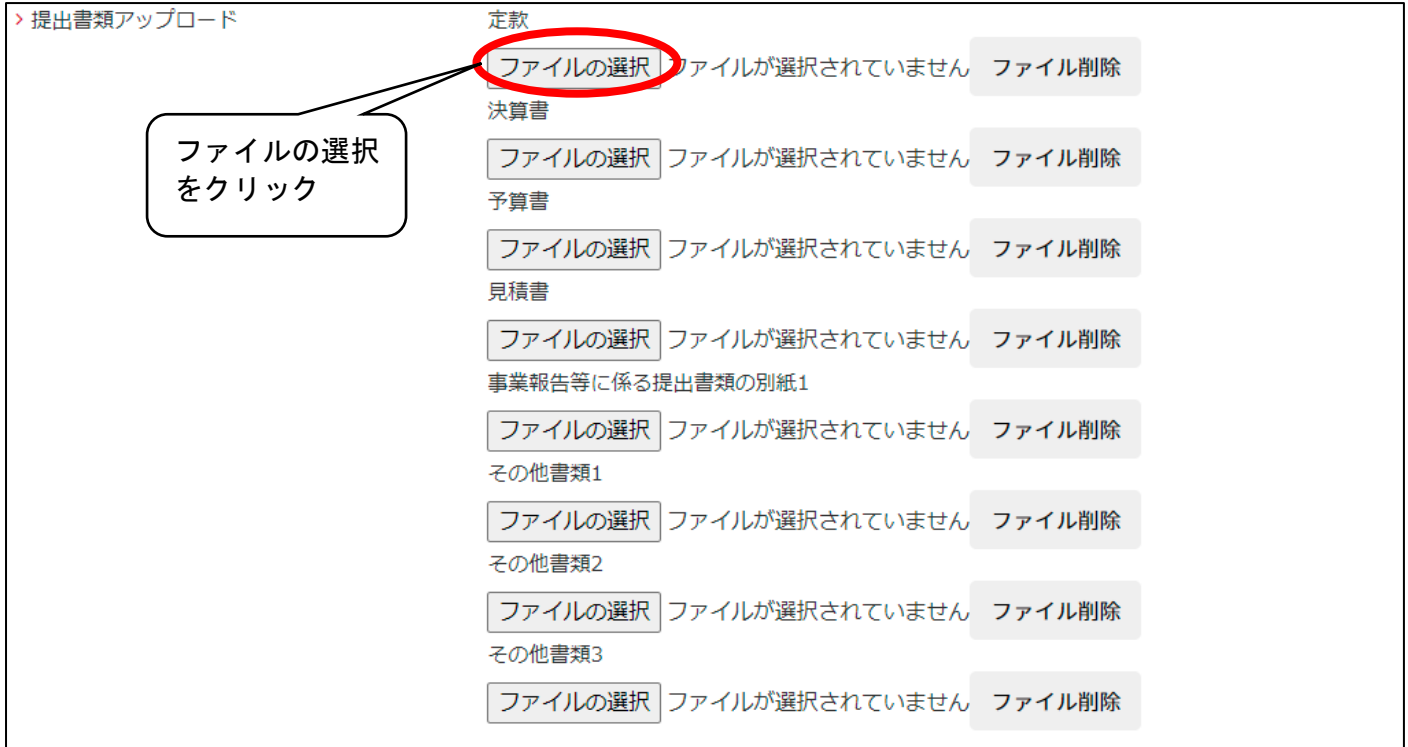 > 提出書類アップロード
定款
ファイルの選択 ファイルが選択されていません ファイル削除
ファイルの選択
をクリック
決算書
ファイルの選択 ファイルが選択されていません ファイル削除
予算書
ファイルの選択 ファイルが選択されていません ファイル削除
見積書
ファイルの選択 ファイルが選択されていません ファイル削除
事業報告等に係る提出書類の別紙1
ファイルの選択 ファイルが選択されていません ファイル削除
その他書類1
ファイルの選択 ファイルが選択されていません ファイル削除
その他書類2
ファイルの選択 ファイルが選択されていません ファイル削除
その他書類3
ファイルの選択 ファイルが選択されていません ファイル削除